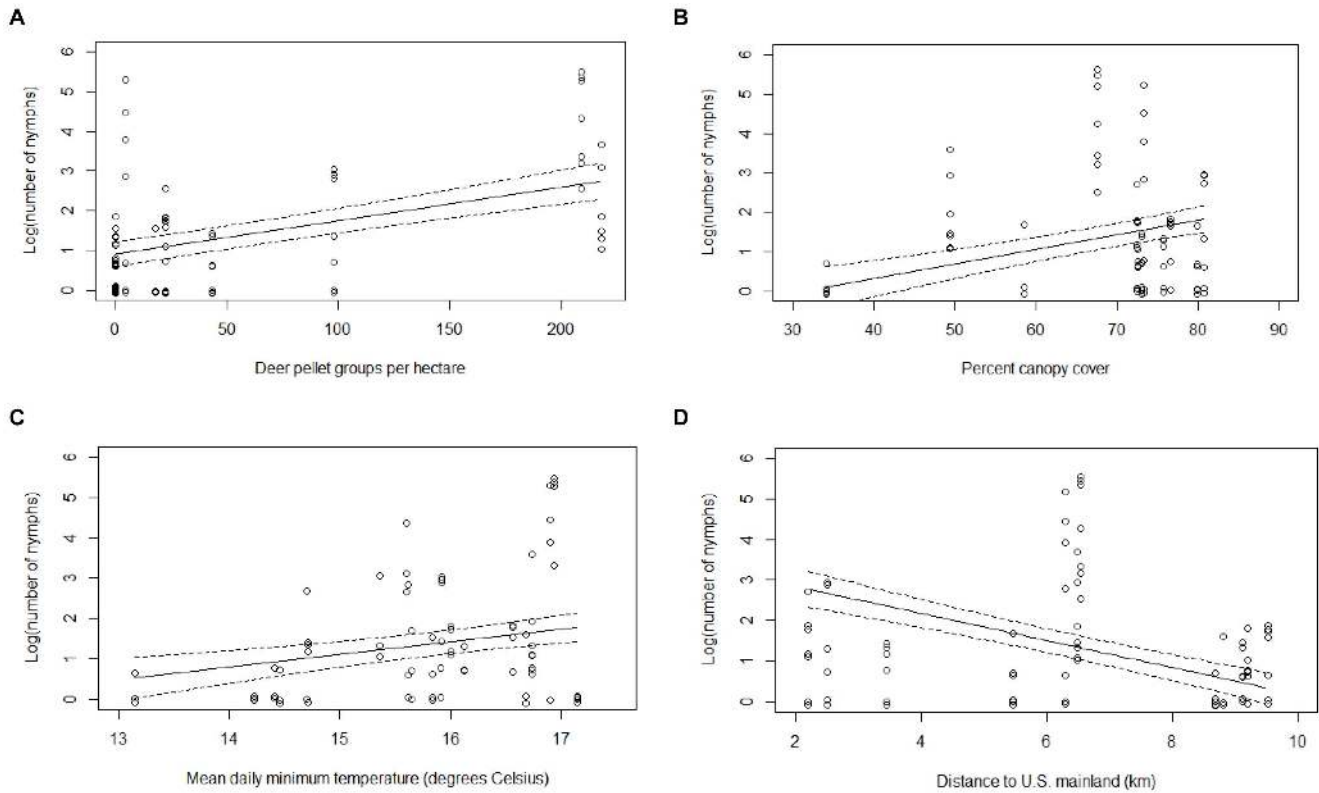 A
B
6
5
4
3
2
1
0
Log(number of nymphs)
0 50 100 150 200
Deer pellet groups per hectare
6
5
4
3
2
1
0
Log(number of nymphs)
30 40 50 60 70 80 90
Percent canopy cover
C
D
6
5
4
3
2
1
0
Log(number of nymphs)
13 14 15 16 17
Mean daily minimum temperature (degrees Celsius)
6
5
4
3
2
1
0
Log(number of nymphs)
2 4 6 8 10
Distance to U.S. mainland (km)